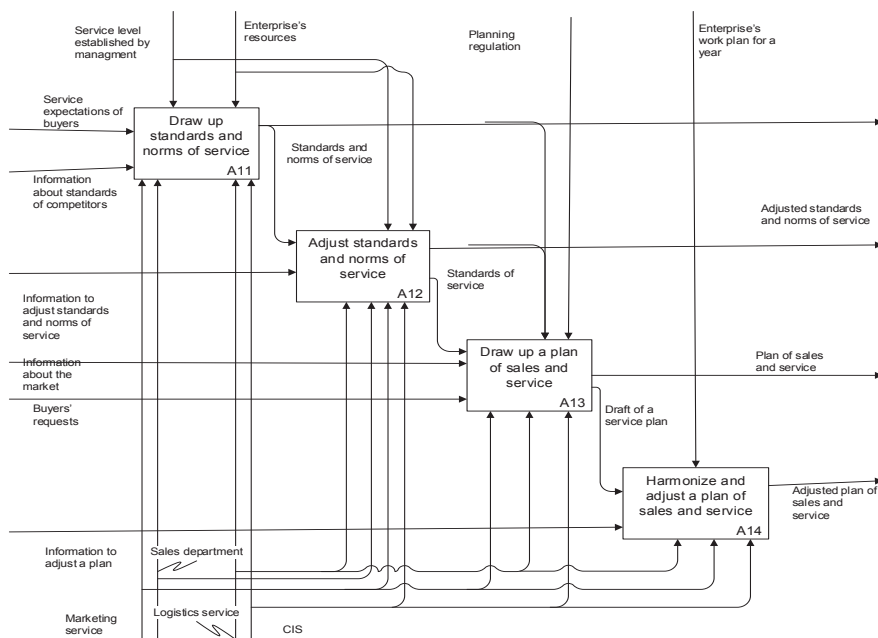 Service level
established by
managment
Enterprise's
resources
Planning
regulation
Enterprise's
work plan for a
year
Service
expectations of
buyers
Draw up
standards and
norms of service
A11
Standards and
norms of service
Information
about standards
of competitors
Adjusted standards
and norms of service
Adjust standards
and norms of
service
A12
Standards of
service
Information to
adjust standards
and norms of
service
Draw up a plan
of sales and
service
A13
Plan of sales
and service
Information
about the
market
Buyers'
requests
Draft of a
service plan
Harmonize and
adjust a plan of
sales and service
A14
Adjusted plan of
sales and
service
Information to
adjust a plan
Sales department
Logistics service
Marketing
service
CIS